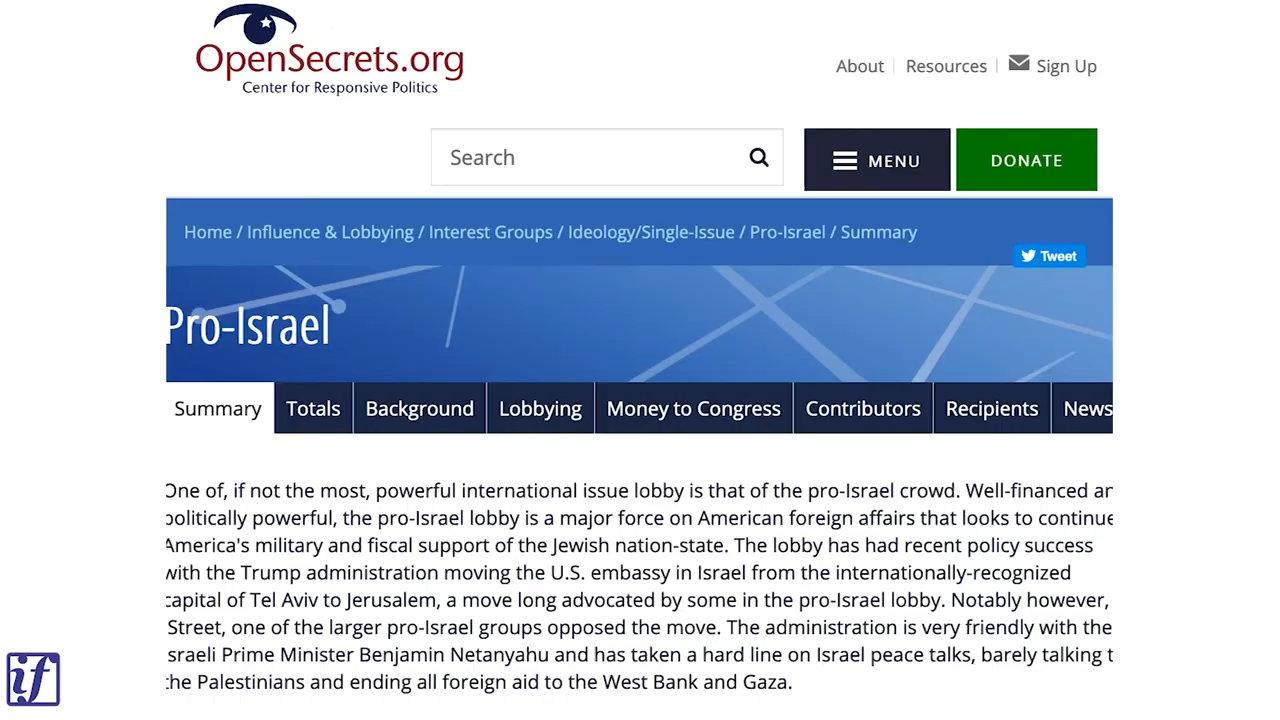 OpenSecrets.org
Center for Responsive Politics
About Resources Sign Up
Search
MENU
DONATE
Home / Influence & Lobbying / Interest Groups / Ideology/Single-Issue / Pro-Israel / Summary
Tweet
Pro-Israel
Summary Totals Background Lobbying Money to Congress Contributors Recipients News
One of, if not the most, powerful international issue lobby is that of the pro-Israel crowd. Well-financed an
politically powerful, the pro-Israel lobby is a major force on American foreign affairs that looks to continue
America's military and fiscal support of the Jewish nation-state. The lobby has had recent policy success
with the Trump administration moving the U.S. embassy in Israel from the internationally-recognized
capital of Tel Aviv to Jerusalem, a move long advocated by some in the pro-Israel lobby. Notably however,
Street, one of the larger pro-Israel groups opposed the move. The administration is very friendly with the
sraeli Prime Minister Benjamin Netanyahu and has taken a hard line on Israel peace talks, barely talking t
the Palestinians and ending all foreign aid to the West Bank and Gaza.
if